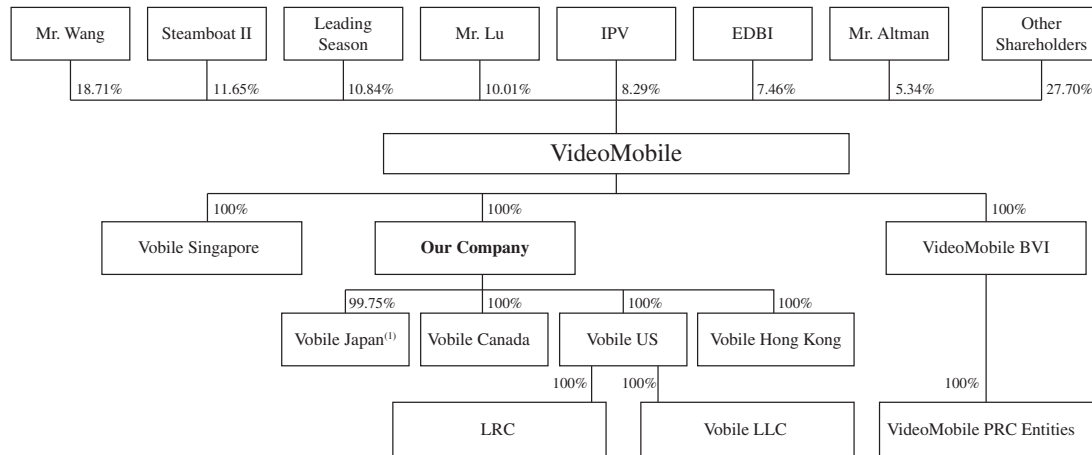 Mr. Wang
Steamboat II
Leading
Season
Mr. Lu
IPV
EDBI
Mr. Altman
Other
Shareholders
18.71%
11.65%
10.84%
10.01%
8.29%
7.46%
5.34%
27.70%
VideoMobile
100%
100%
100%
Vobile Singapore
Our Company
VideoMobile BVI
99.75%
100%
100%
100%
Vobile Japan(1)
Vobile Canada
Vobile US
Vobile Hong Kong
100%
100%
100%
LRC
Vobile LLC
VideoMobile PRC Entities